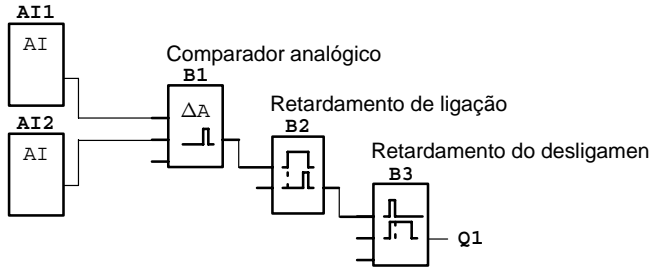 AI1
AI
Comparador analógico
B1
ΔA
Retardamento de ligação
AI2
B2
AI
Retardamento do desligamen
B3
Q1